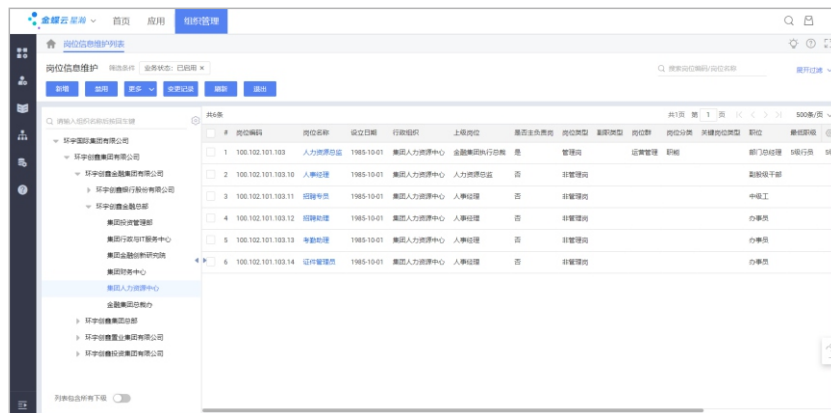 金蝶云星瀚 首页 应用 组织管理
岗位信息维护列表
岗位信息维护 筛选条件 业务状态: 已启用 ×
搜索岗位编码/岗位名称 展开过滤
新增 禁用 更多 变更记录 刷新 退出
请输入组织名称后按回车键
环宇国际集团有限公司
环宇创鑫集团有限公司
环宇创鑫金融集团有限公司
环宇创鑫银行股份有限公司
环宇创鑫金融总部
集团投资管理部
集团行政与IT服务中心
集团金融创新研究院
集团财务中心
集团人力资源中心
金融集团总裁办
环宇创鑫集团总部
环宇创鑫置业集团有限公司
环宇创鑫投资集团有限公司
列表包含所有下级
共6条 共1页 第 1 页 500条/页
# 岗位编码 岗位名称 设立日期 行政组织 上级岗位 是否主负责岗 岗位类型 勤职类型 岗位群 岗位分类 关键岗位类型 职位 最低职级
1 100.102.101.103 人力资源总监 1985-10-01 集团人力资源中心 金融集团执行总裁 是 管理岗 运营管理 职能 部门总经理 9级行员
2 100.102.101.103.10 人事经理 1985-10-01 集团人力资源中心 人力资源总监 否 非管理岗 副股级干部
3 100.102.101.103.11 招聘专员 1985-10-01 集团人力资源中心 人事经理 否 非管理岗 中级工
4 100.102.101.103.12 招聘助理 1985-10-01 集团人力资源中心 人事经理 否 非管理岗 办事员
5 100.102.101.103.13 考勤助理 1985-10-01 集团人力资源中心 人事经理 否 非管理岗 办事员
6 100.102.101.103.14 证件管理员 1985-10-01 集团人力资源中心 人事经理 否 非管理岗 办事员